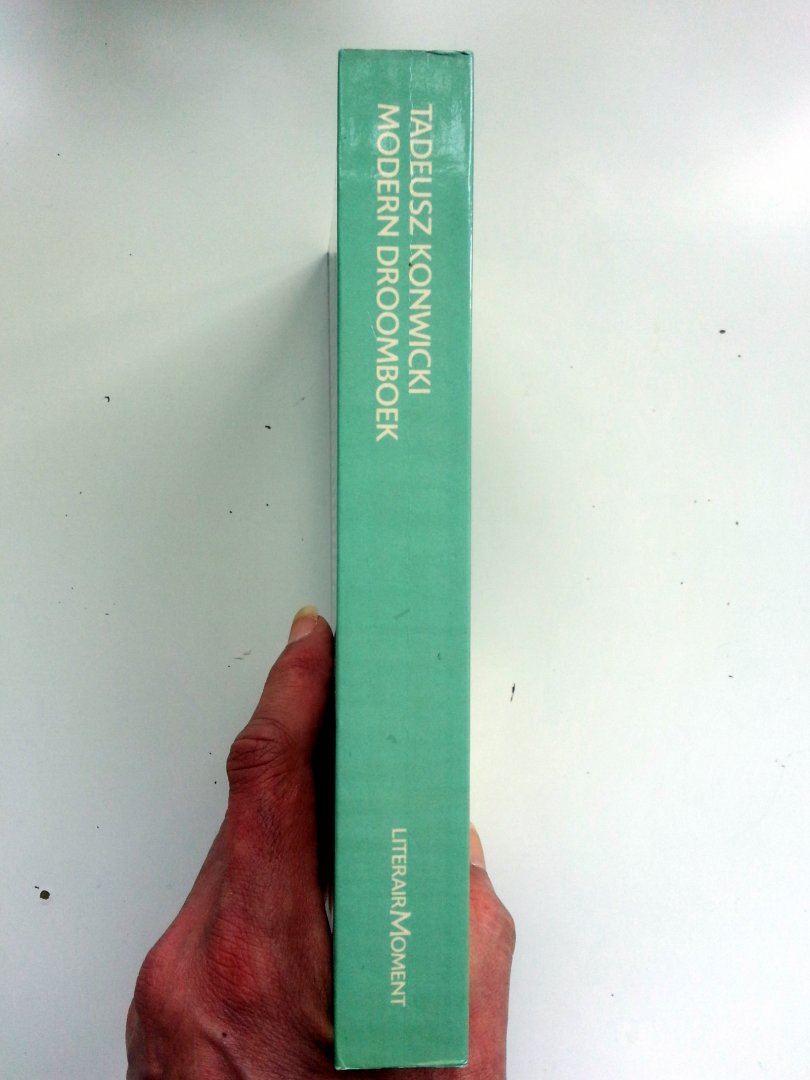 TADEUSZ KONWICKI
MODERN DROOMBOEK
LITERAIRMOMENT